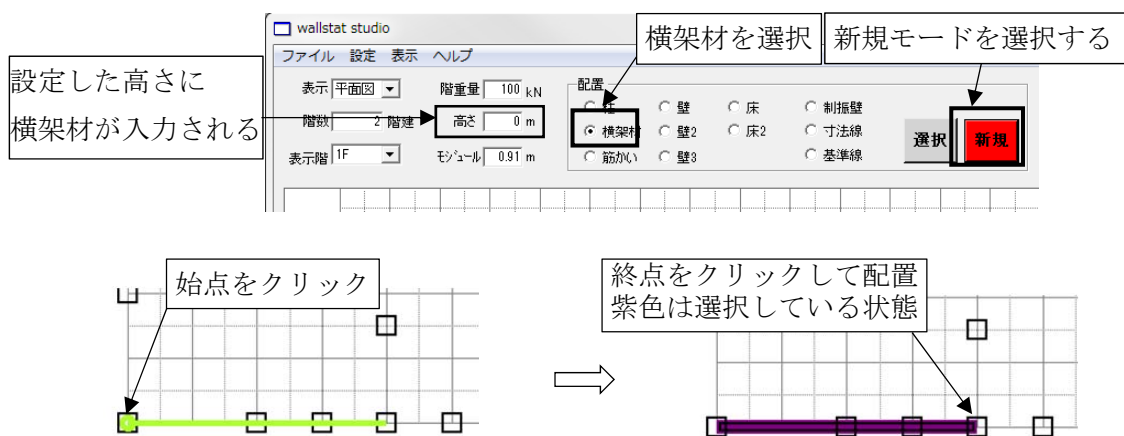 wallstat studio
ファイル 設定 表示 ヘルプ
横架材を選択
新規モードを選択する
設定した高さに
横架材が入力される
表示 平面図
階重量 100 kN
配置
柱
壁
床
制振壁
階数 2 階建
高さ 0 m
横架材
壁2
床2
寸法線
選択
新規
表示階 1F
モジュール 0.91 m
筋かい
壁3
基準線
始点をクリック
終点をクリックして配置
紫色は選択している状態